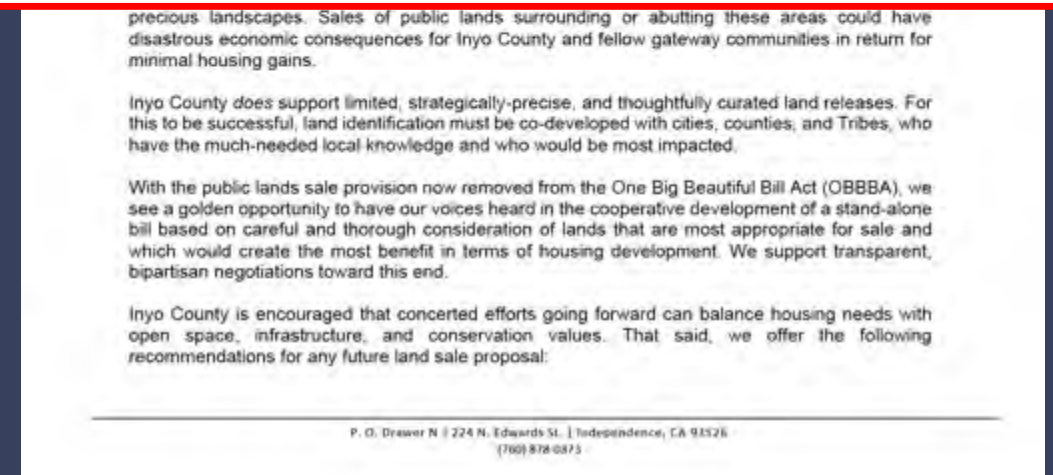 precious landscapes. Sales of public lands surrounding or abutting these areas could have
disastrous economic consequences for Inyo County and fellow gateway communities in return for
minimal housing gains.
Inyo County does support limited, strategically-precise, and thoughtfully curated land releases. For
this to be successful, land identification must be co-developed with cities, counties, and Tribes, who
have the much-needed local knowledge and who would be most impacted.
With the public lands sale provision now removed from the One Big Beautiful Bill Act (OBBBA), we
see a golden opportunity to have our voices heard in the cooperative development of a stand-alone
bill based on careful and thorough consideration of lands that are most appropriate for sale and
which would create the most benefit in terms of housing development. We support transparent,
bipartisan negotiations toward this end.
Inyo County is encouraged that concerted efforts going forward can balance housing needs with
open space, infrastructure, and conservation values. That said, we offer the following
recommendations for any future land sale proposal:
P. O. Drawer N | 224 N. Edwards St. | Independence, CA 93526
(760) 878-0373